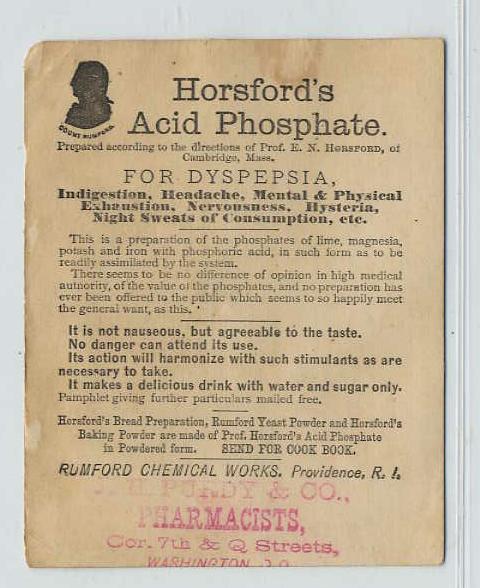 COUNT RUMFORD.
Horsford's
Acid Phosphate.
Prepared according to the directions of Prof. E. N. HORSFORD, of
Cambridge, Mass.
FOR DYSPEPSIA,
Indigestion, Headache, Mental & Physical
Exhaustion, Nervousness, Hysteria,
Night Sweats of Consumption, etc.
This is a preparation of the phosphates of lime, magnesia,
potash and iron with phosphoric acid, in such form as to be
readily assimilated by the system.
There seems to be no difference of opinion in high medical
authority, of the value of the phosphates, and no preparation has
ever been offered to the public which seems to so happily meet
the general want, as this.
It is not nauseous, but agreeable to the taste.
No danger can attend its use.
Its action will harmonize with such stimulants as are
necessary to take.
It makes a delicious drink with water and sugar only.
Pamphlet giving further particulars mailed free.
Horsford's Bread Preparation, Rumford Yeast Powder and Horsford's
Baking Powder are made of Prof. Horsford's Acid Phosphate
in Powdered form. SEND FOR COOK BOOK.
RUMFORD CHEMICAL WORKS. Providence, R. I.
H. PURDY & CO.,
PHARMACISTS,
Cor. 7th & Q Streets,
WASHINGTON